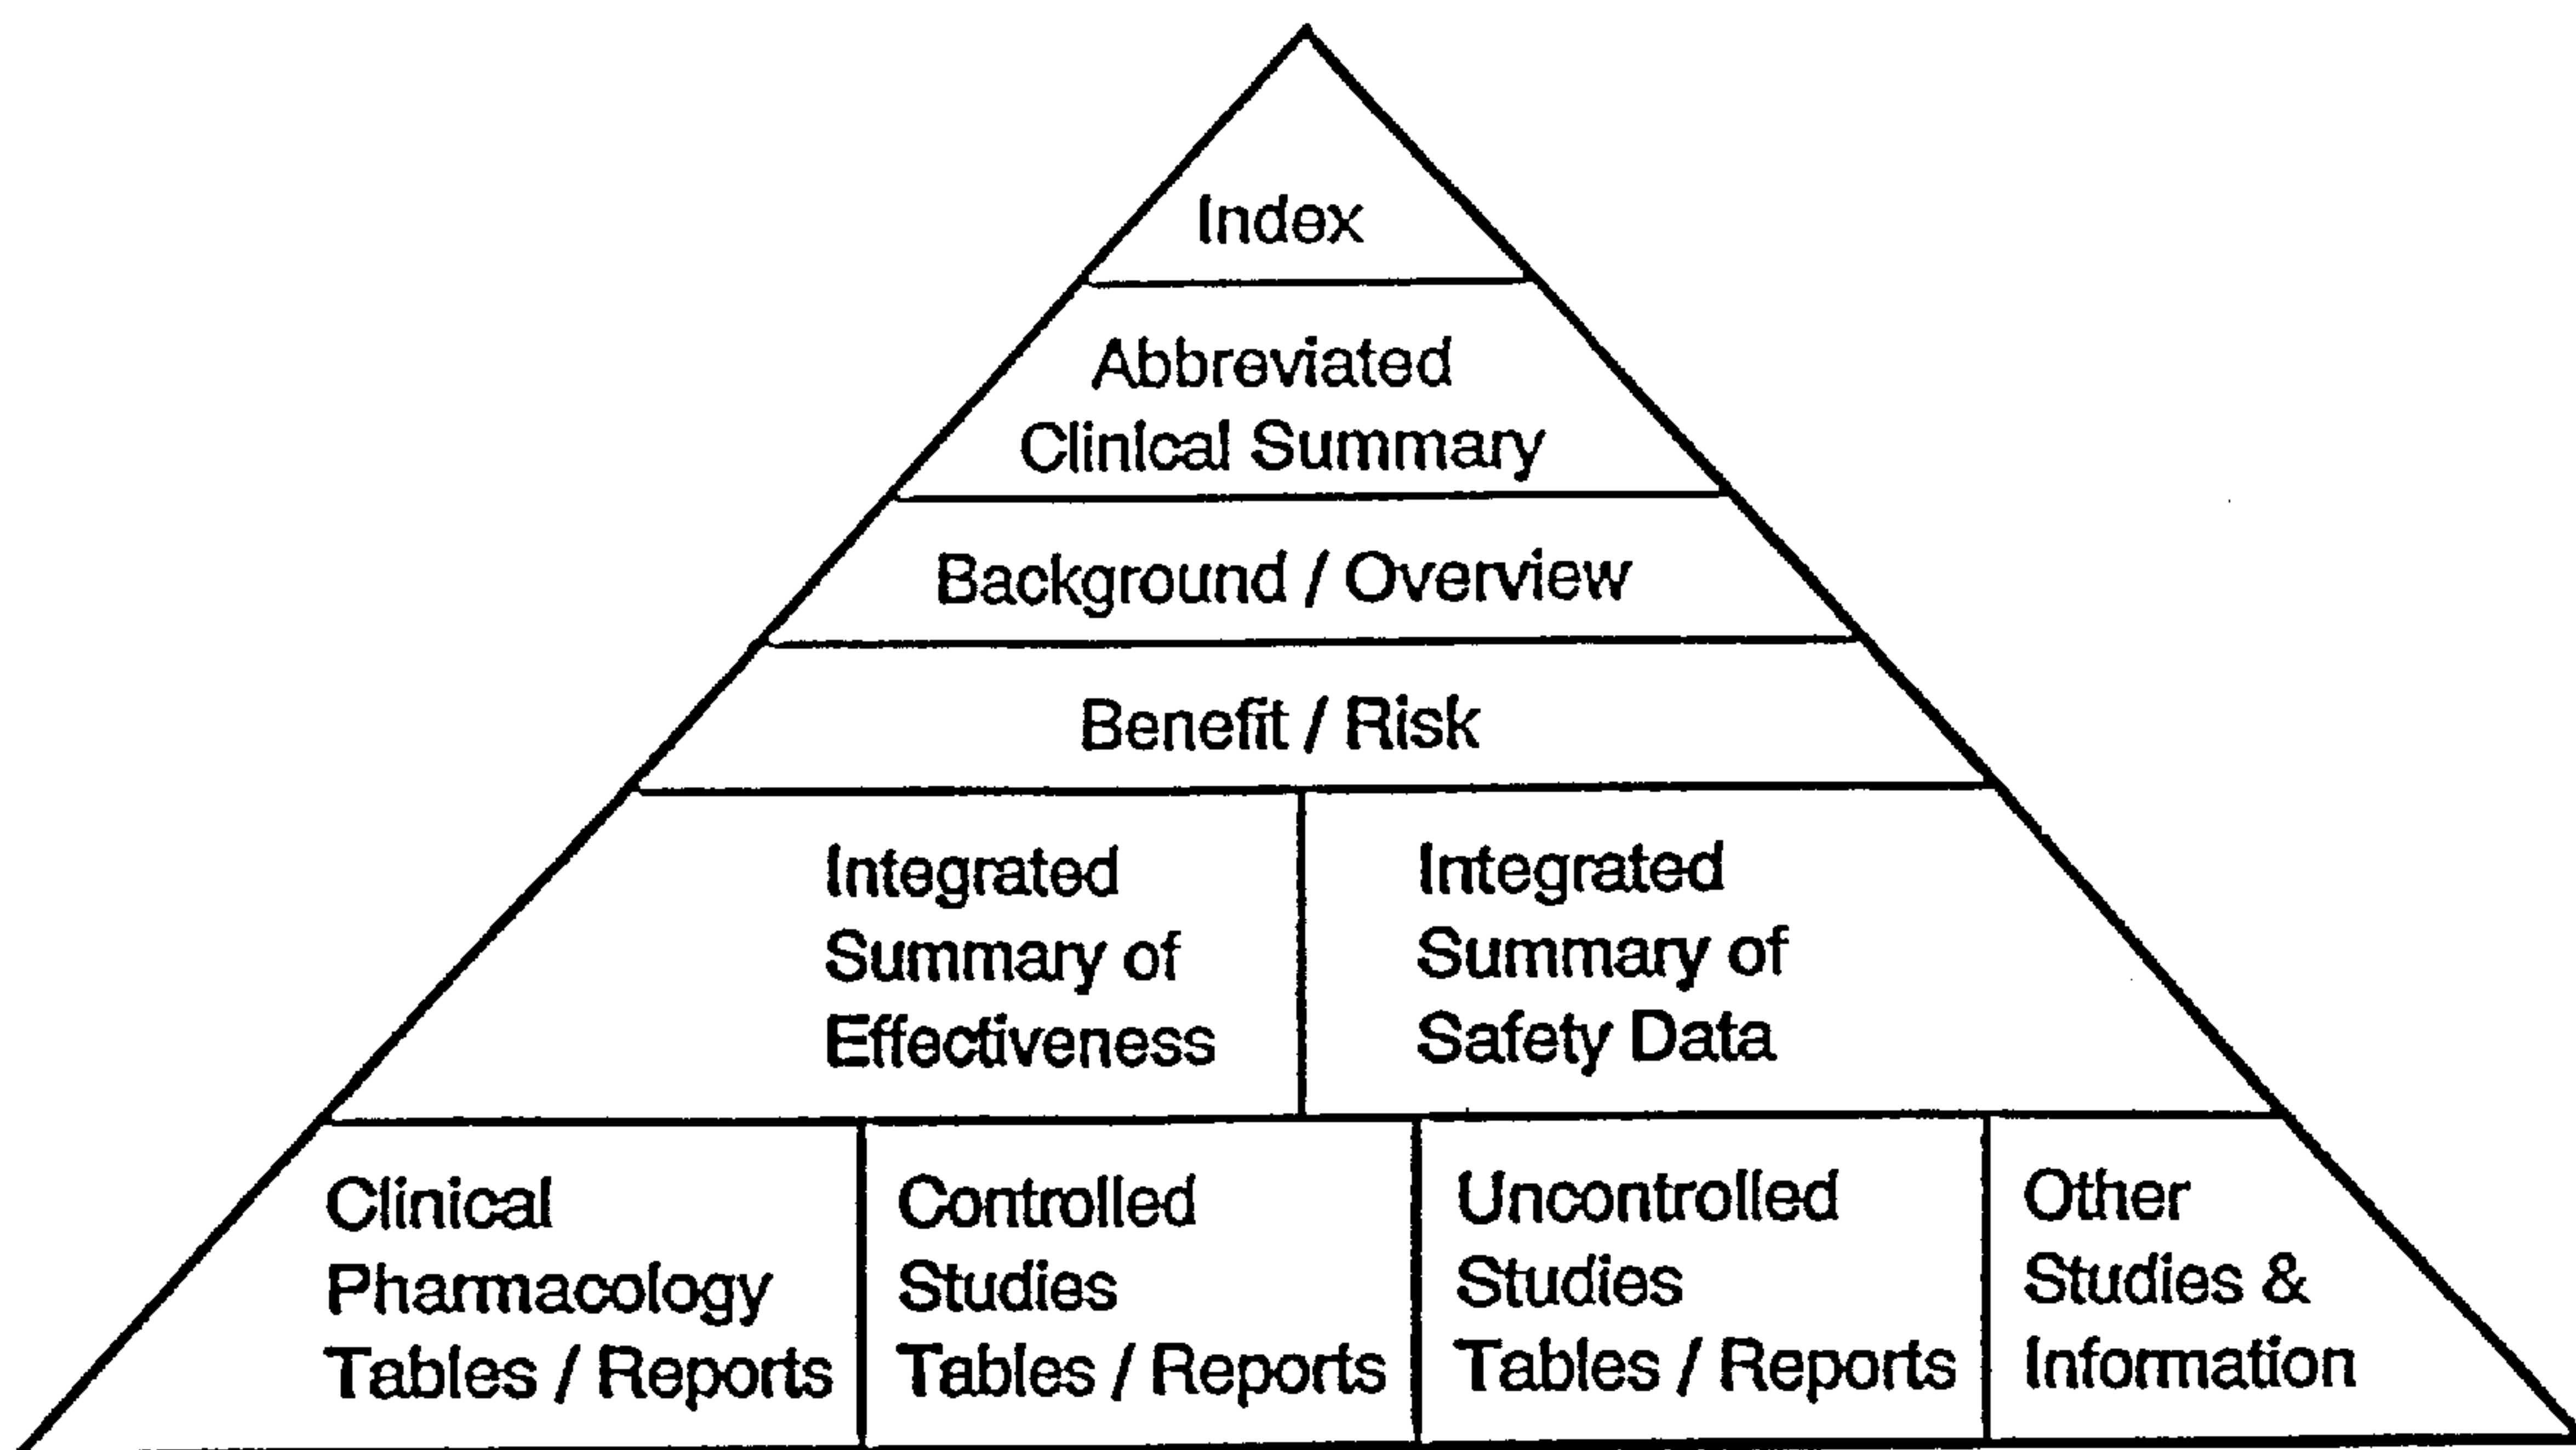 Index
Abbreviated
Clinical Summary
Background / Overview
Benefit / Risk
Integrated
Summary of
Effectiveness
Integrated
Summary of
Safety Data
Clinical
Pharmacology
Tables / Reports
Controlled
Studies
Tables / Reports
Uncontrolled
Studies
Tables / Reports
Other
Studies &
Information